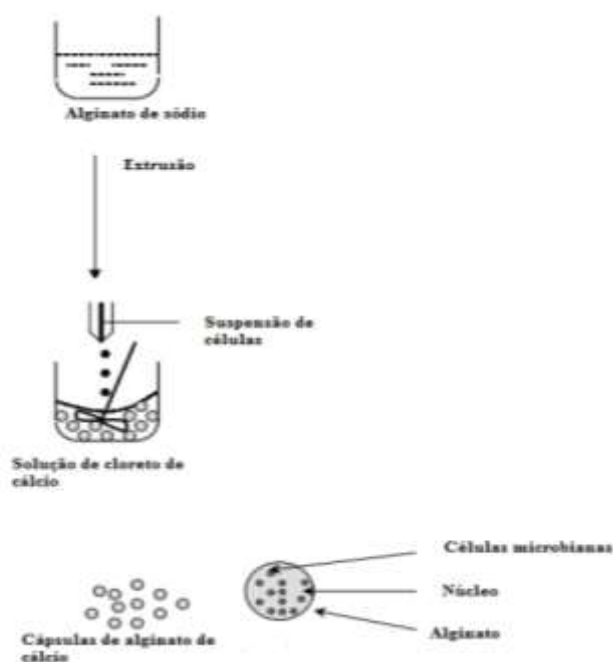 Alginato de sódio
Extrusão
Suspensão de
células
Solução de cloreto de
cálcio
Células microbianas
Núcleo
Alginato
Cápsulas de alginato de
cálcio